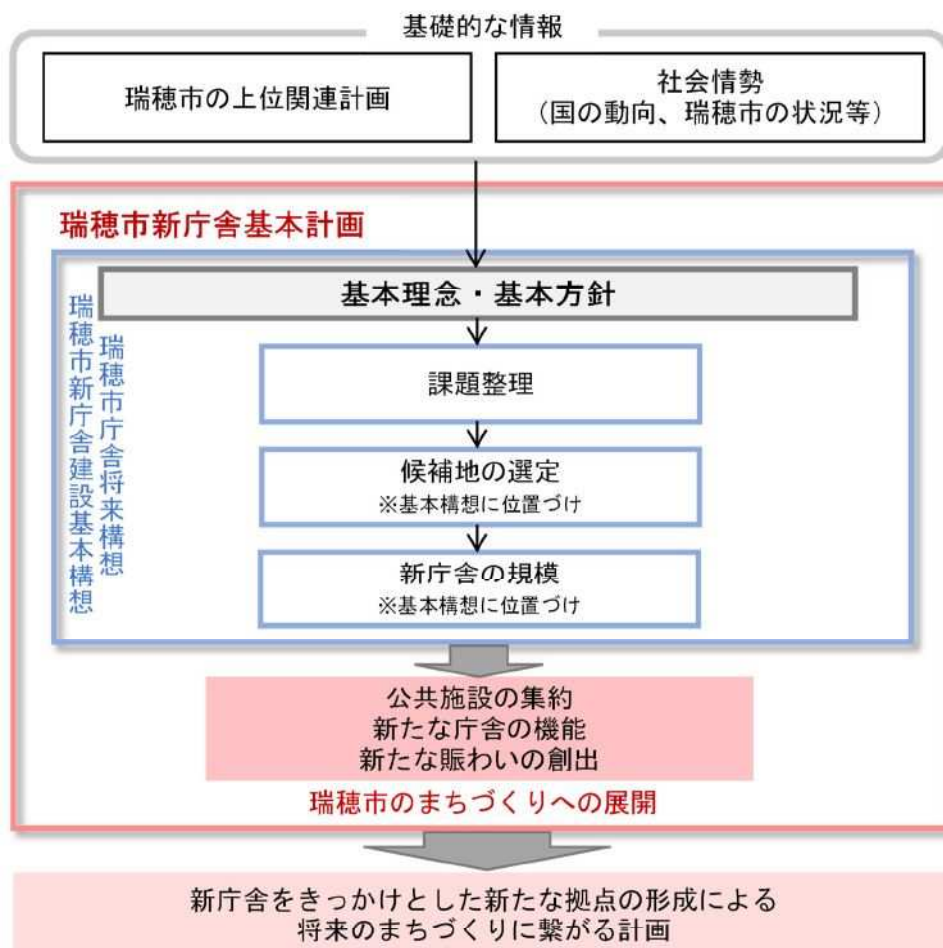 基礎的な情報
瑞穂市の上位関連計画
社会情勢
（国の動向、瑞穂市の状況等）
瑞穂市新庁舎基本計画
基本理念・基本方針
瑞穂市庁舎将来構想
瑞穂市新庁舎建設基本構想
課題整理
候補地の選定
※基本構想に位置づけ
新庁舎の規模
※基本構想に位置づけ
公共施設の集約
新たな庁舎の機能
新たな賑わいの創出
瑞穂市のまちづくりへの展開
新庁舎をきっかけとした新たな拠点の形成による
将来のまちづくりに繋がる計画